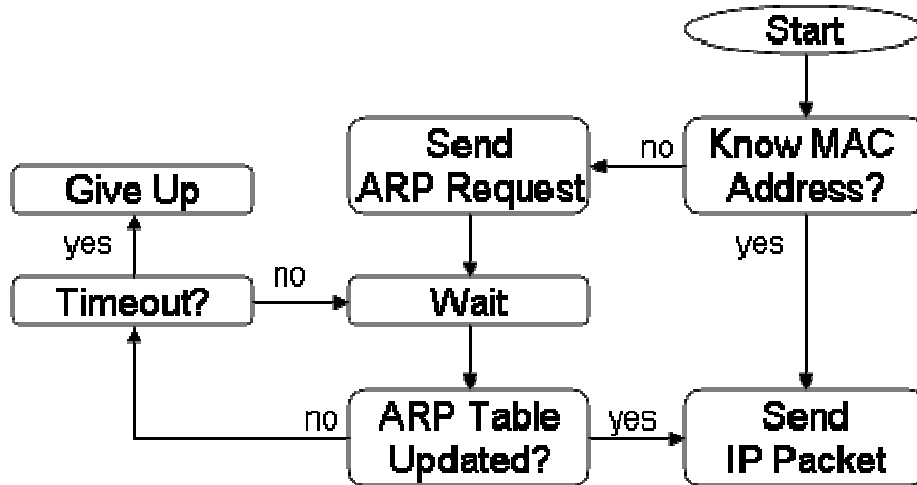 Start
Know MAC
Address?
no
yes
Send
ARP Request
Give Up
yes
Timeout?
no
Wait
ARP Table
Updated?
no
yes
Send
IP Packet